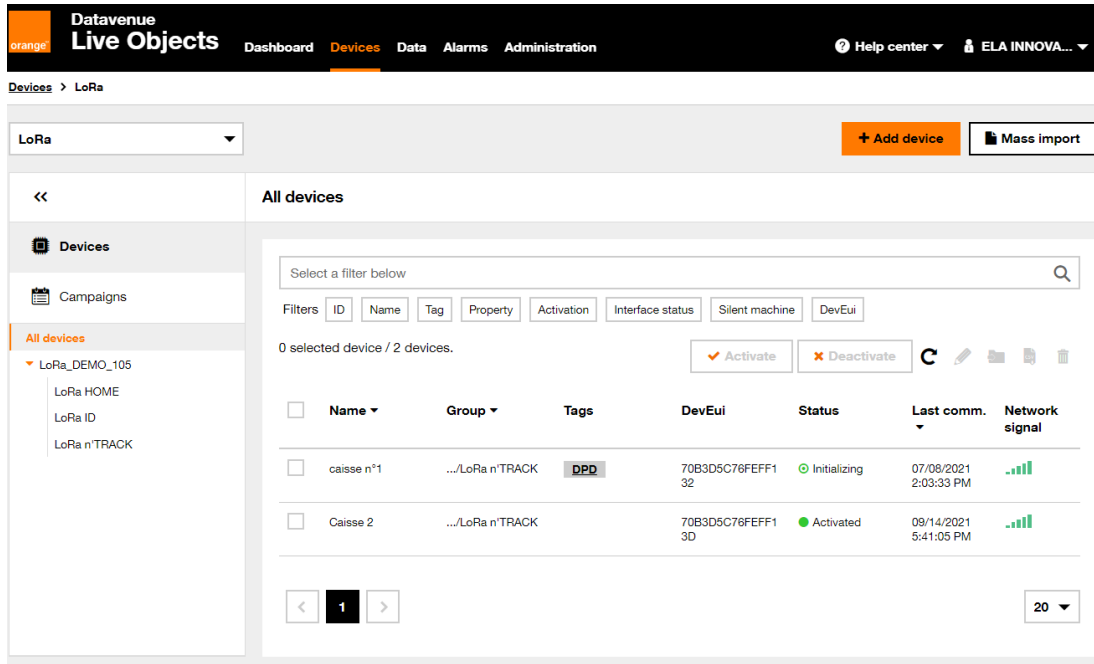 orange™
Datavenue
Live Objects
Dashboard Devices Data Alarms Administration
Help center
ELA INNOVA...
Devices > LoRa
LoRa
+ Add device
Mass import
<<
Devices
Campaigns
All devices
LoRa_DEMO_105
LoRa HOME
LoRa ID
LoRa n'TRACK
All devices
Select a filter below
Filters ID Name Tag Property Activation Interface status Silent machine DevEui
0 selected device / 2 devices.
Activate
Deactivate
Name Group Tags DevEui Status Last comm. Network
signal
caisse n°1 .../LoRa n'TRACK DPD 70B3D5C76FEFF1 Initializing 07/08/2021
32 2:03:33 PM
Caisse 2 .../LoRa n'TRACK 70B3D5C76FEFF1 Activated 09/14/2021
3D 5:41:05 PM
< 1 >
20